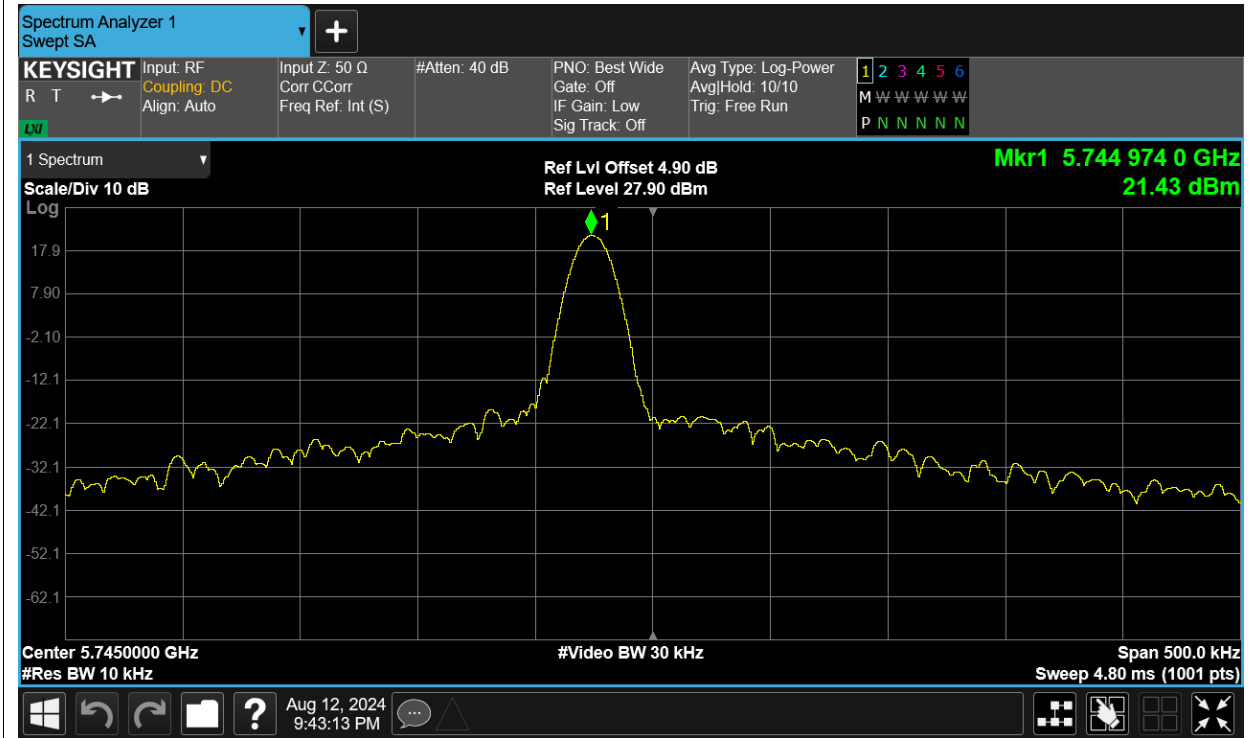 Spectrum Analyzer 1
Swept SA
KEYSIGHT
R T
LXI
Input: RF
Coupling: DC
Align: Auto
Input Z: 50 Ω
Corr CCorr
Freq Ref: Int (S)
#Atten: 40 dB
PNO: Best Wide
Gate: Off
IF Gain: Low
Sig Track: Off
Avg Type: Log-Power
Avg|Hold: 10/10
Trig: Free Run
1 2 3 4 5 6
M W W W W W
P N N N N N
1 Spectrum
Scale/Div 10 dB
Log
Ref Lvl Offset 4.90 dB
Ref Level 27.90 dBm
Mkr1 5.744 974 0 GHz
21.43 dBm
1
17.9
7.90
-2.10
-12.1
-22.1
-32.1
-42.1
-52.1
-62.1
Center 5.7450000 GHz
#Res BW 10 kHz
#Video BW 30 kHz
Span 500.0 kHz
Sweep 4.80 ms (1001 pts)
?
Aug 12, 2024
9:43:13 PM